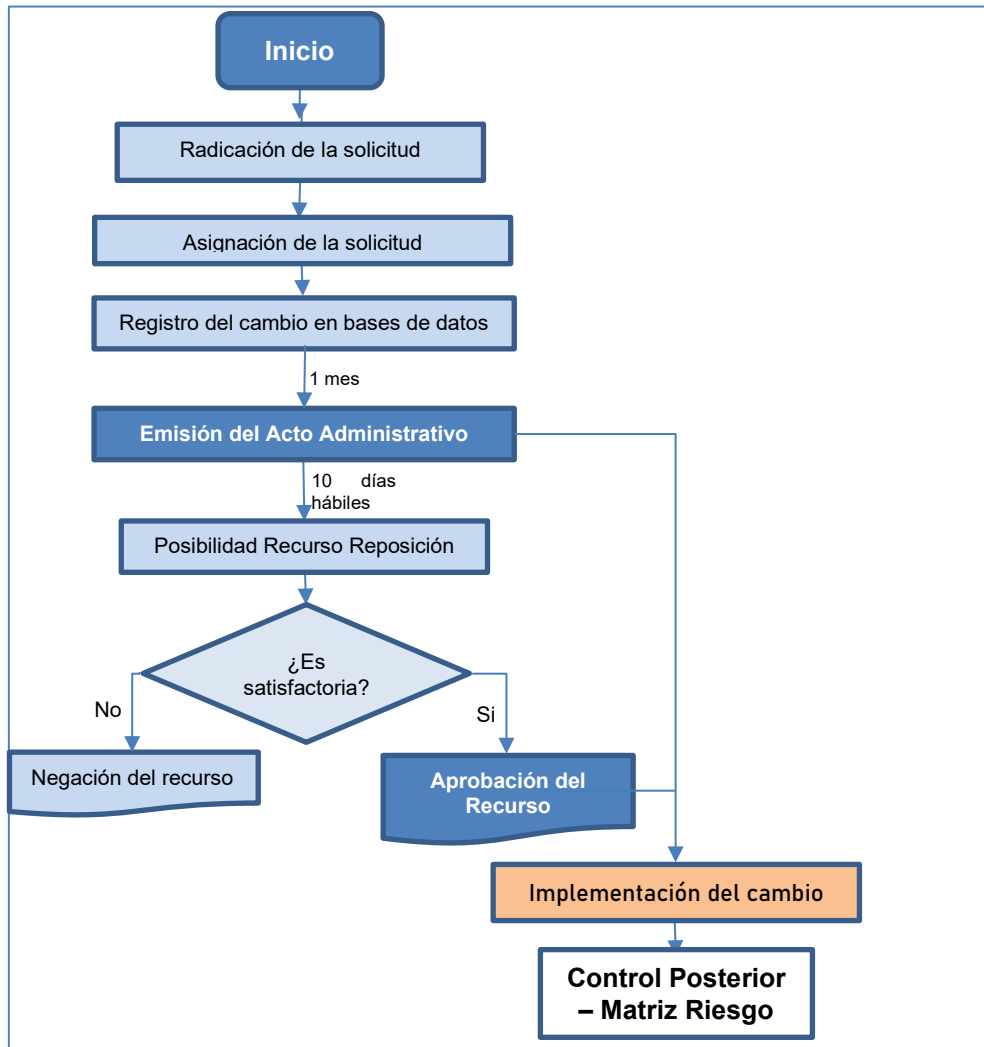 Inicio
Radicación de la solicitud
Asignación de la solicitud
Registro del cambio en bases de datos
1 mes
Emisión del Acto Administrativo
10 días
hábiles
Posibilidad Recurso Reposición
¿Es
satisfactoria?
No
Si
Negación del recurso
Aprobación del
Recurso
Implementación del cambio
Control Posterior
– Matriz Riesgo